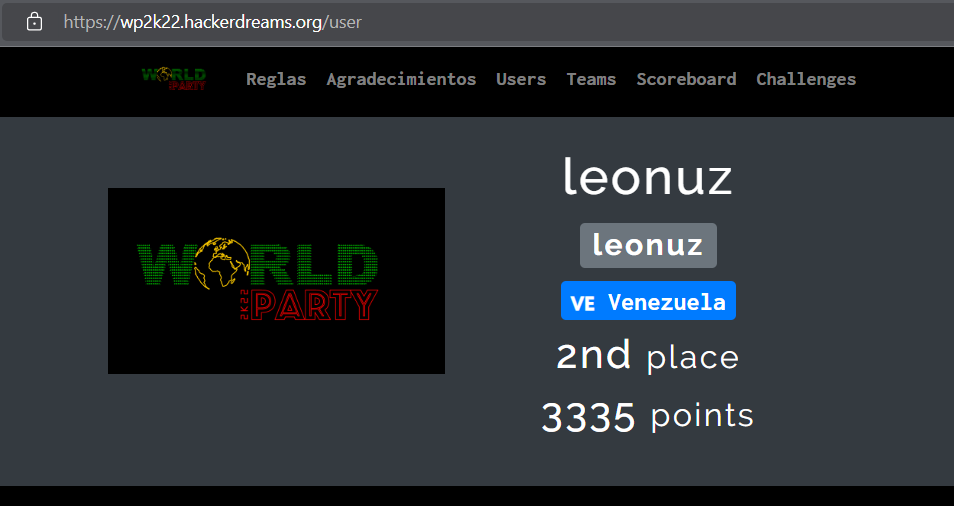 https://wp2k22.hackerdreams.org/user
WORLD PARTY Reglas Agradecimientos Users Teams Scoreboard Challenges
leonuz
leonuz
WORLD
2K22 PARTY
VE Venezuela
2nd place
3335 points